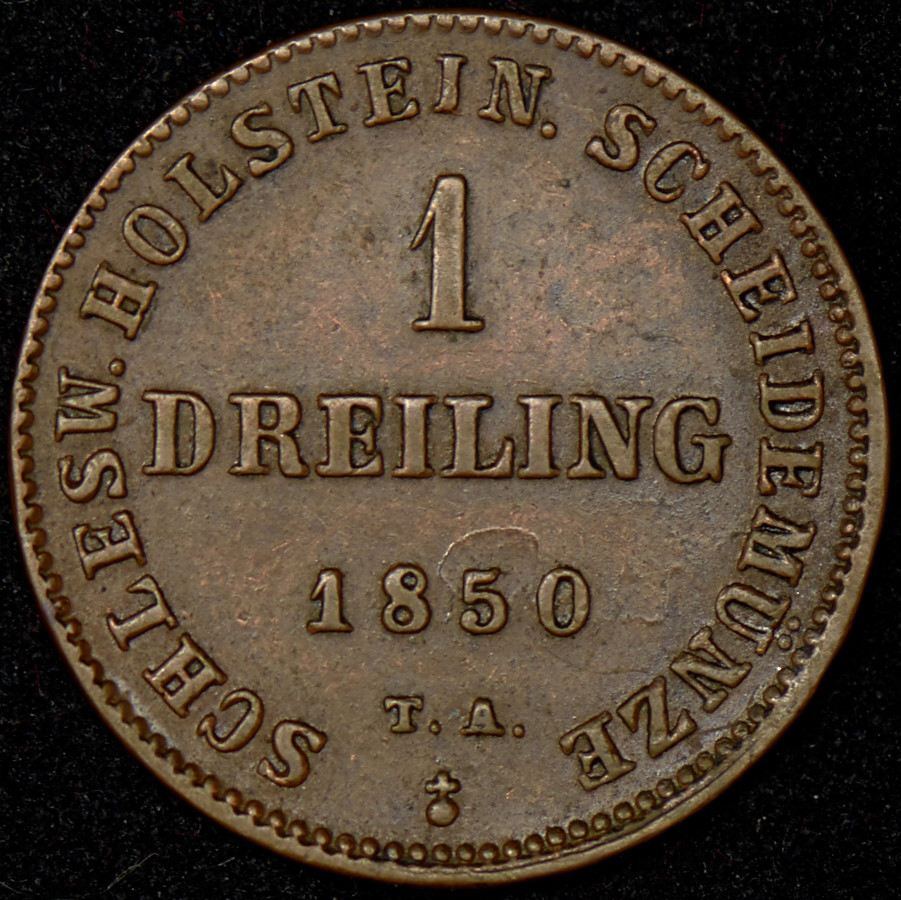 SCHLESW. HOLSTEIN. SCHEIDEMÜNZE
1
DREILING
1850
T. A.